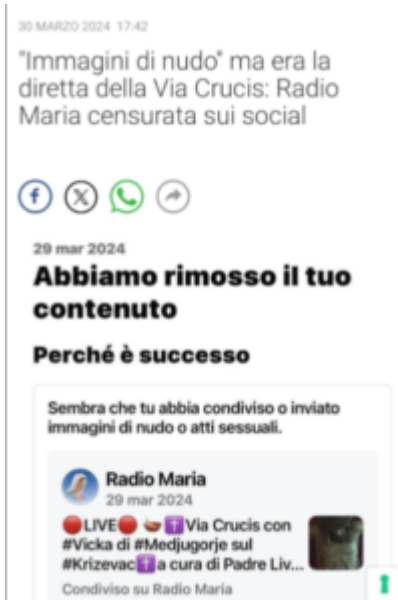 30 MARZO 2024 17:42
"Immagini di nudo" ma era la
diretta della Via Crucis: Radio
Maria censurata sui social
29 mar 2024
Abbiamo rimosso il tuo
contenuto
Perché è successo
Sembra che tu abbia condiviso o inviato
immagini di nudo o atti sessuali.
Radio Maria
29 mar 2024
🔴LIVE🔴 📿✝️Via Crucis con
#Vicka di #Medjugorje sul
#Krizevac✝️a cura di Padre Liv...
Condiviso su Radio Maria